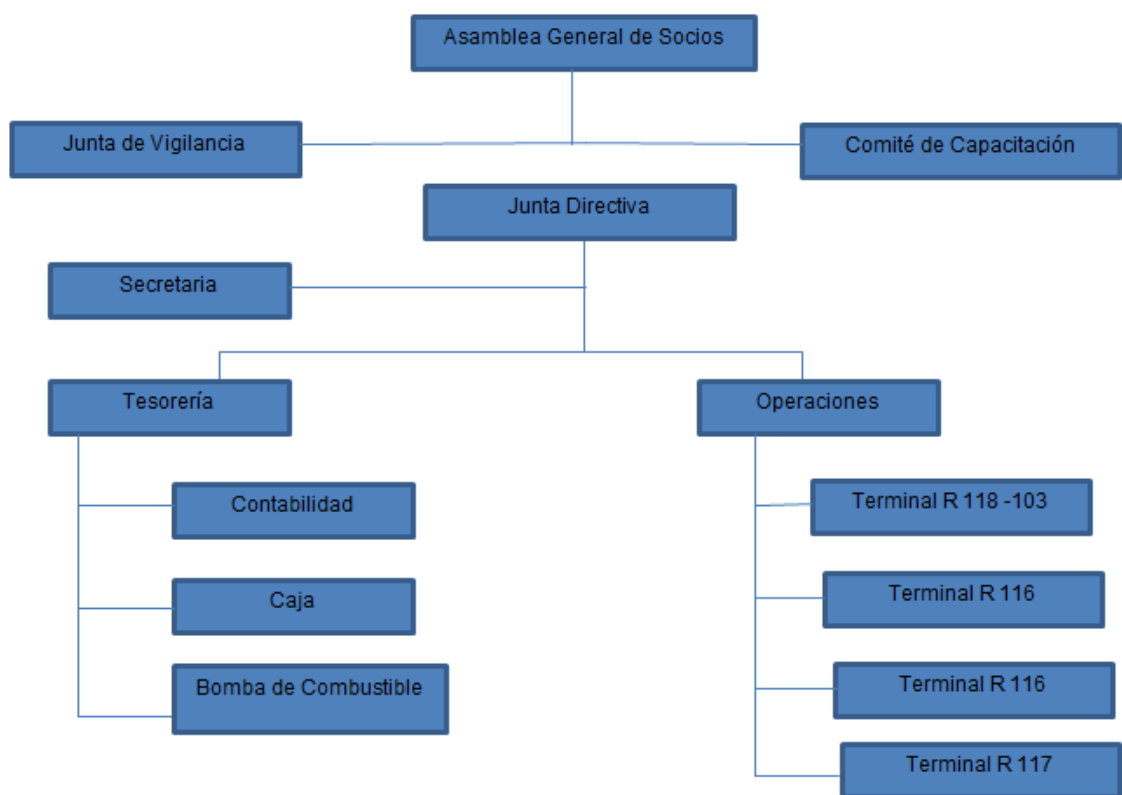 Asamblea General de Socios
Junta de Vigilancia
Comité de Capacitación
Junta Directiva
Secretaria
Tesorería
Operaciones
Contabilidad
Terminal R 118 -103
Caja
Terminal R 116
Bomba de Combustible
Terminal R 116
Terminal R 117